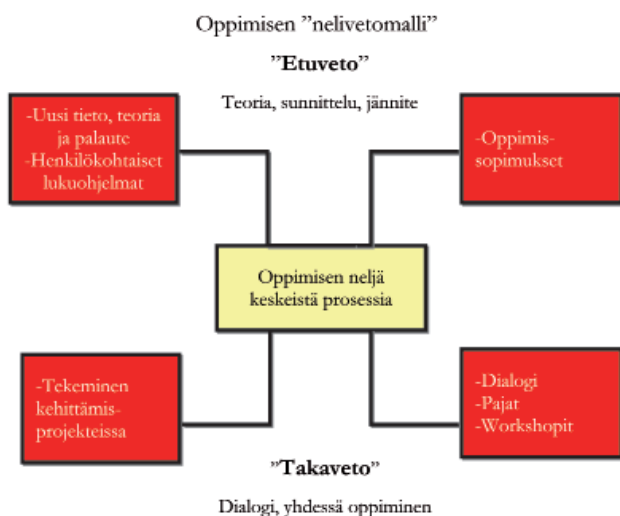 Oppimisen ”nelivetomalli”
”Etuveto”
Teoria, sunnittelu, jännite
-Uusi tieto, teoria
ja palaute
-Henkilökohtaiset
lukuohjelmat
-Oppimis-
sopimukset
Oppimisen neljä
keskeistä prosessia
-Tekeminen
kehittämis-
projekteissa
-Dialogi
-Pajat
-Workshopit
”Takaveto”
Dialogi, yhdessä oppiminen